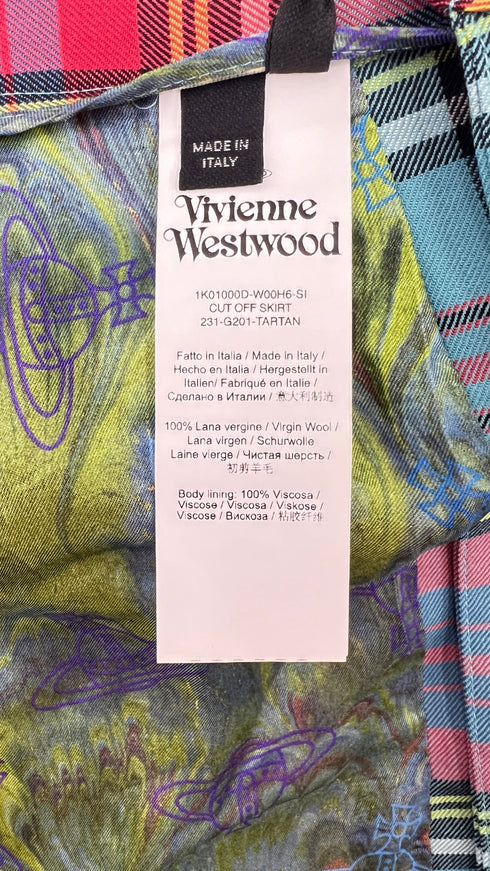 MADE IN
ITALY
Vivienne
Westwood
1K01000D-W00H6-SI
CUT OFF SKIRT
231-G201-TARTAN
Fatto in Italia / Made in Italy /
Hecho en Italia / Hergestellt in
Italien/ Fabriqué en Italie /
Сделано в Италии / 意大利制造
100% Lana vergine / Virgin Wool /
Lana virgen / Schurwolle
Laine vierge / Чистая шерсть /
初剪羊毛
Body lining: 100% Viscosa /
Viscose / Viscosa / Viskose /
Viscose / Вискоза / 粘胶纤维